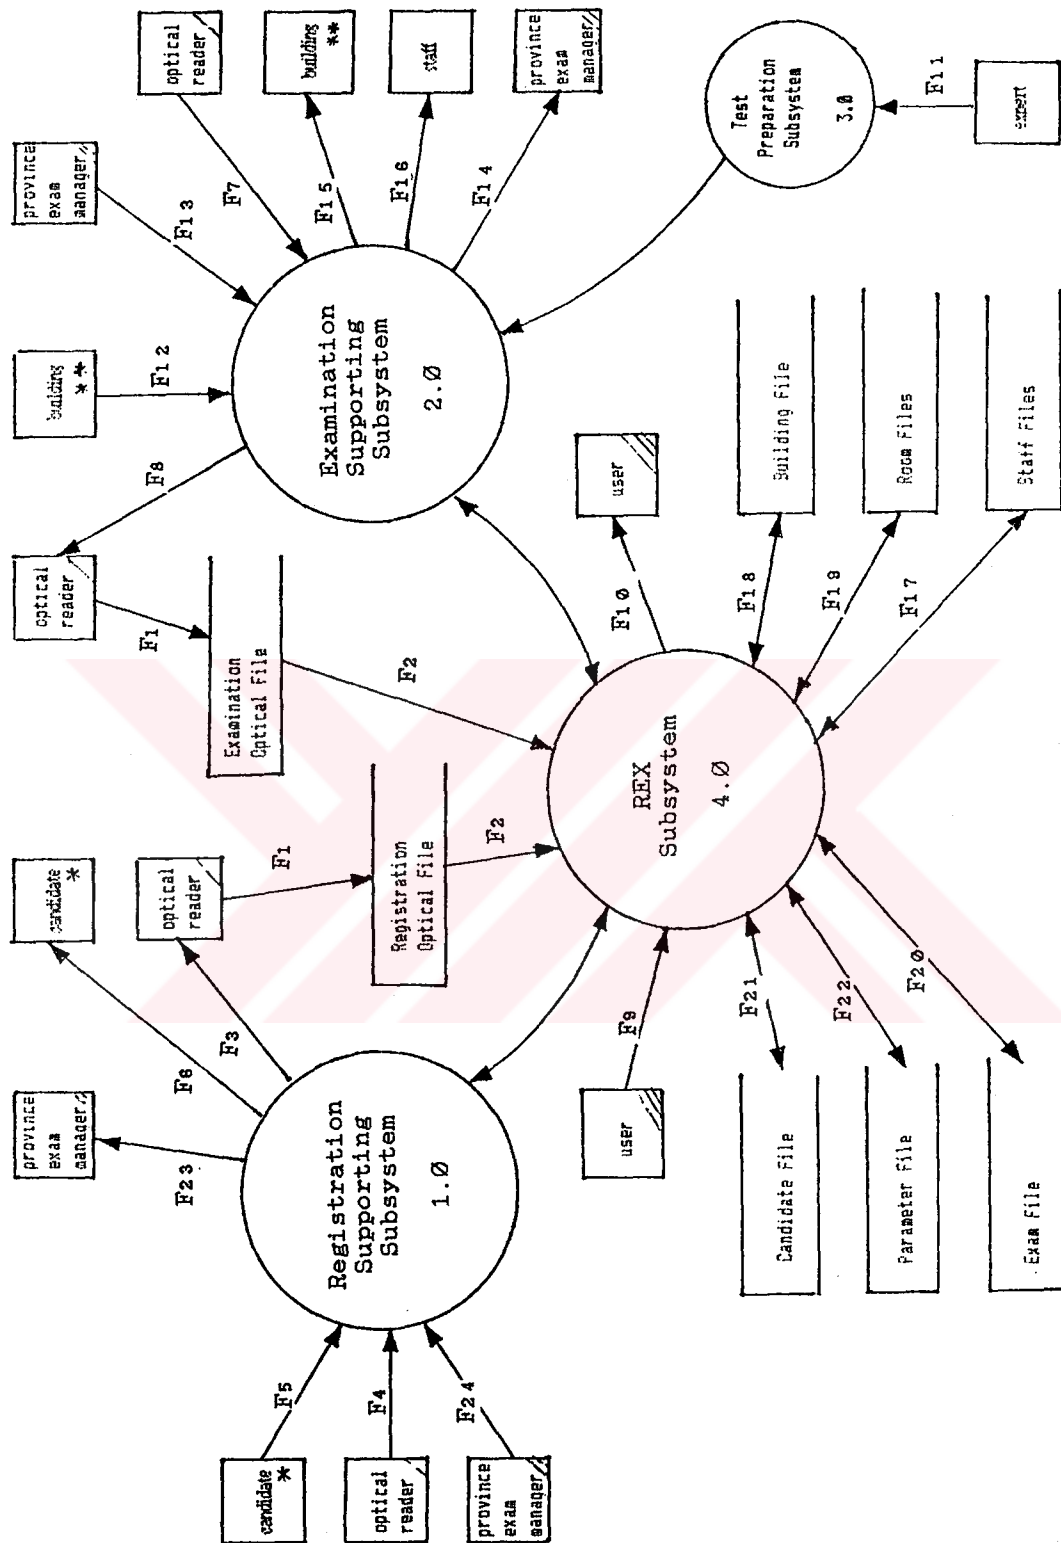 province
exam
manager
candidate
*
optical
reader
building
**
province
exam
manager
F23
F6
F1
F8
F12
F13
optical
reader
optical
reader
F3
F1
Examination
Optical File
F7
building
**
F15
candidate
*
F5
Registration
Supporting
Subsystem
1.0
Registration
Optical File
F2
F2
Examination
Supporting
Subsystem
2.0
F16
staff
optical
reader
F4
F14
province
exam
manager
province
exam
manager
F24
user
F9
REX
Subsystem
4.0
F10
user
Test
Preparation
Subsystem
3.0
F11
expert
Candidate File
F21
F18
Building File
Parameter File
F22
F19
Room Files
Exam File
F20
F17
Staff Files